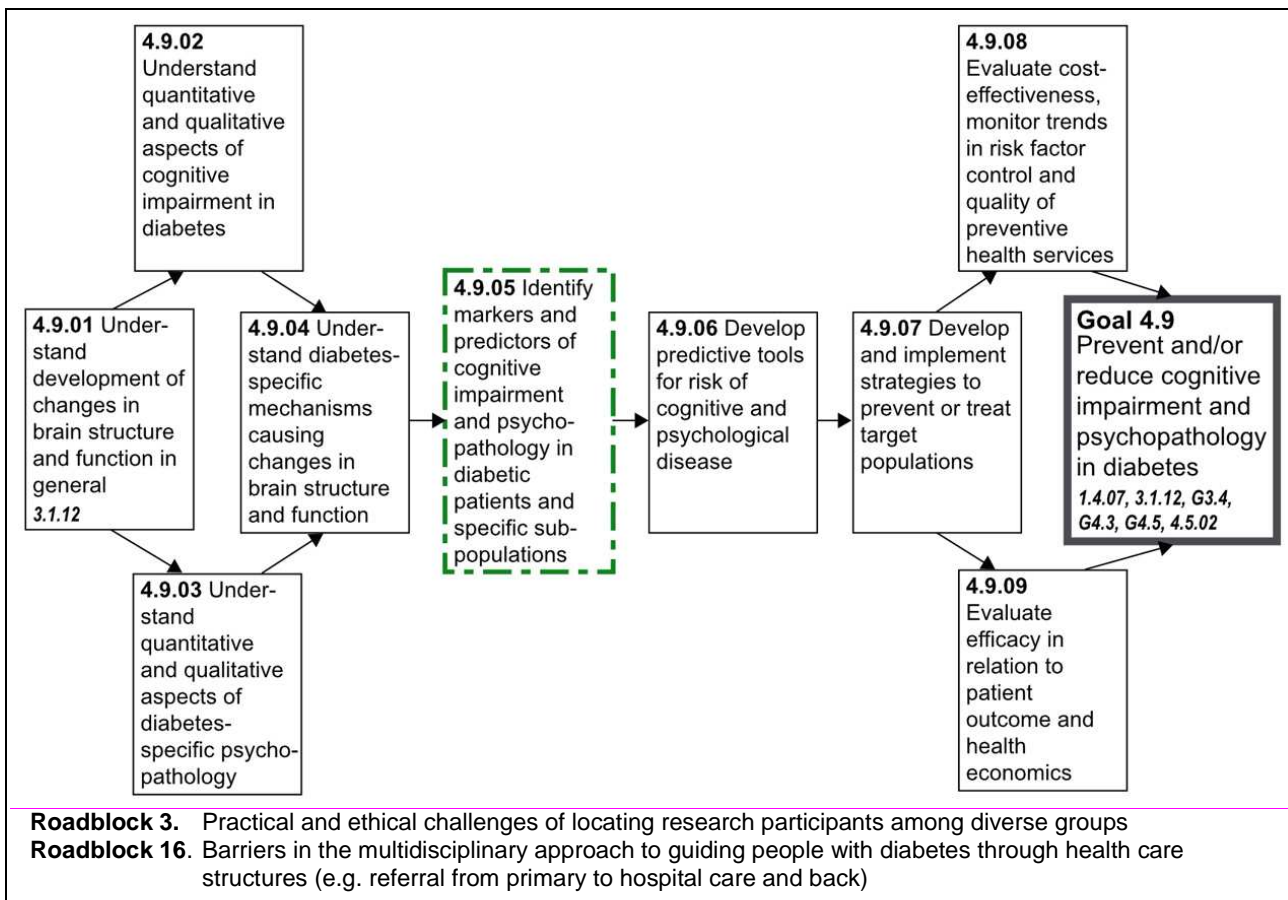 4.9.02
Understand
quantitative
and qualitative
aspects of
cognitive
impairment in
diabetes
4.9.08
Evaluate cost-
effectiveness,
monitor trends
in risk factor
control and
quality of
preventive
health services
4.9.01 Under-
stand
development of
changes in
brain structure
and function in
general
3.1.12
4.9.04 Under-
stand diabetes-
specific
mechanisms
causing
changes in
brain structure
and function
4.9.05 Identify
markers and
predictors of
cognitive
impairment
and psycho-
pathology in
diabetic
patients and
specific sub-
populations
4.9.06 Develop
predictive tools
for risk of
cognitive and
psychological
disease
4.9.07 Develop
and implement
strategies to
prevent or treat
target
populations
Goal 4.9
Prevent and/or
reduce cognitive
impairment and
psychopathology
in diabetes
1.4.07, 3.1.12, G3.4,
G4.3, G4.5, 4.5.02
4.9.03 Under-
stand
quantitative
and qualitative
aspects of
diabetes-
specific psycho-
pathology
4.9.09
Evaluate
efficacy in
relation to
patient
outcome and
health
economics
Roadblock 3. Practical and ethical challenges of locating research participants among diverse groups
Roadblock 16. Barriers in the multidisciplinary approach to guiding people with diabetes through health care
structures (e.g. referral from primary to hospital care and back)